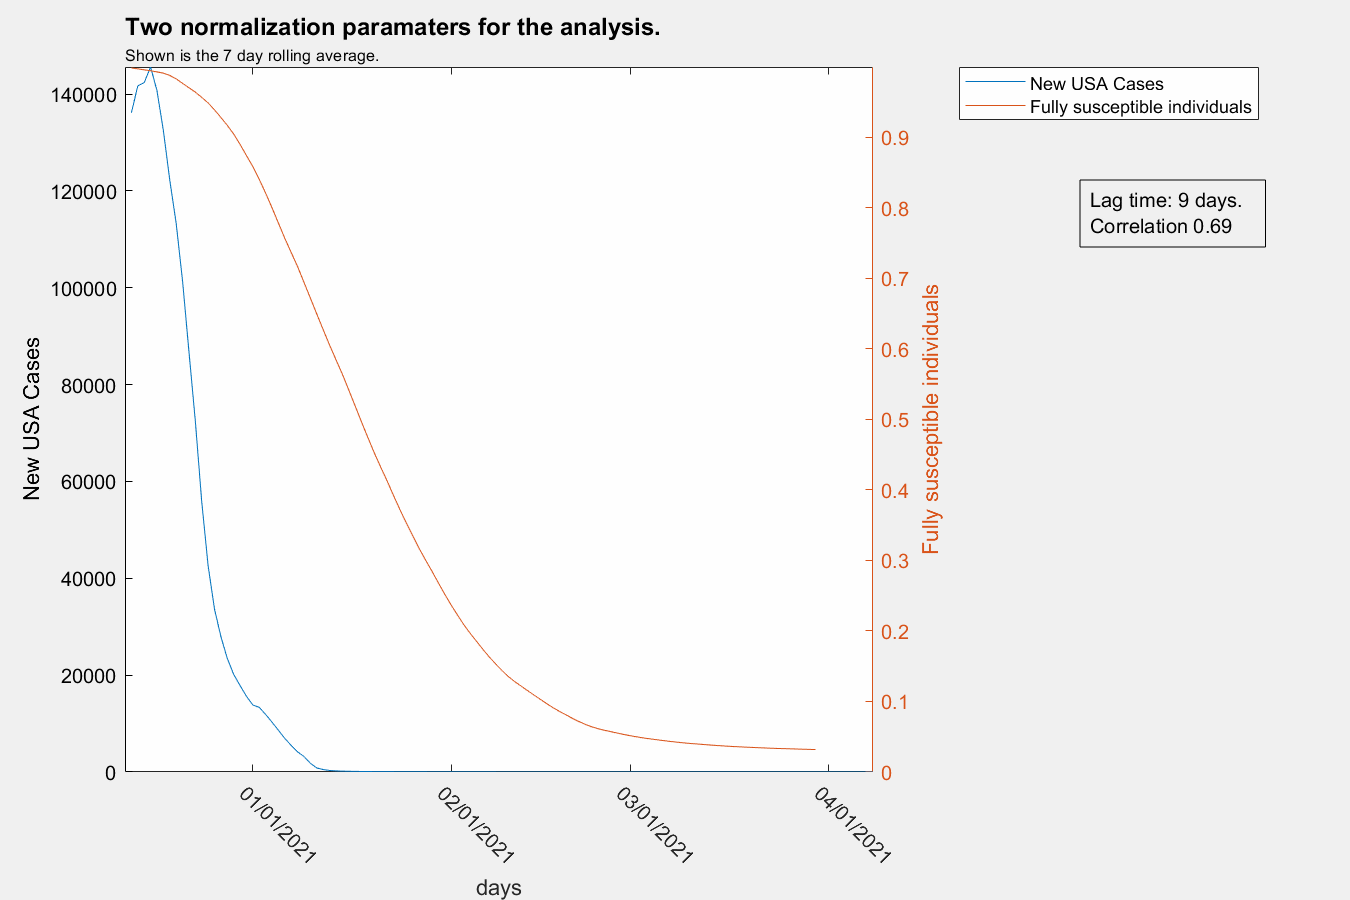 Two normalization paramaters for the analysis.
Shown is the 7 day rolling average.
New USA Cases
Fully susceptible individuals
Lag time: 9 days.
Correlation 0.69
140000
120000
100000
80000
60000
40000
20000
0
New USA Cases
0.9
0.8
0.7
0.6
0.5
0.4
0.3
0.2
0.1
0
Fully susceptible individuals
01/01/2021
02/01/2021
03/01/2021
04/01/2021
days